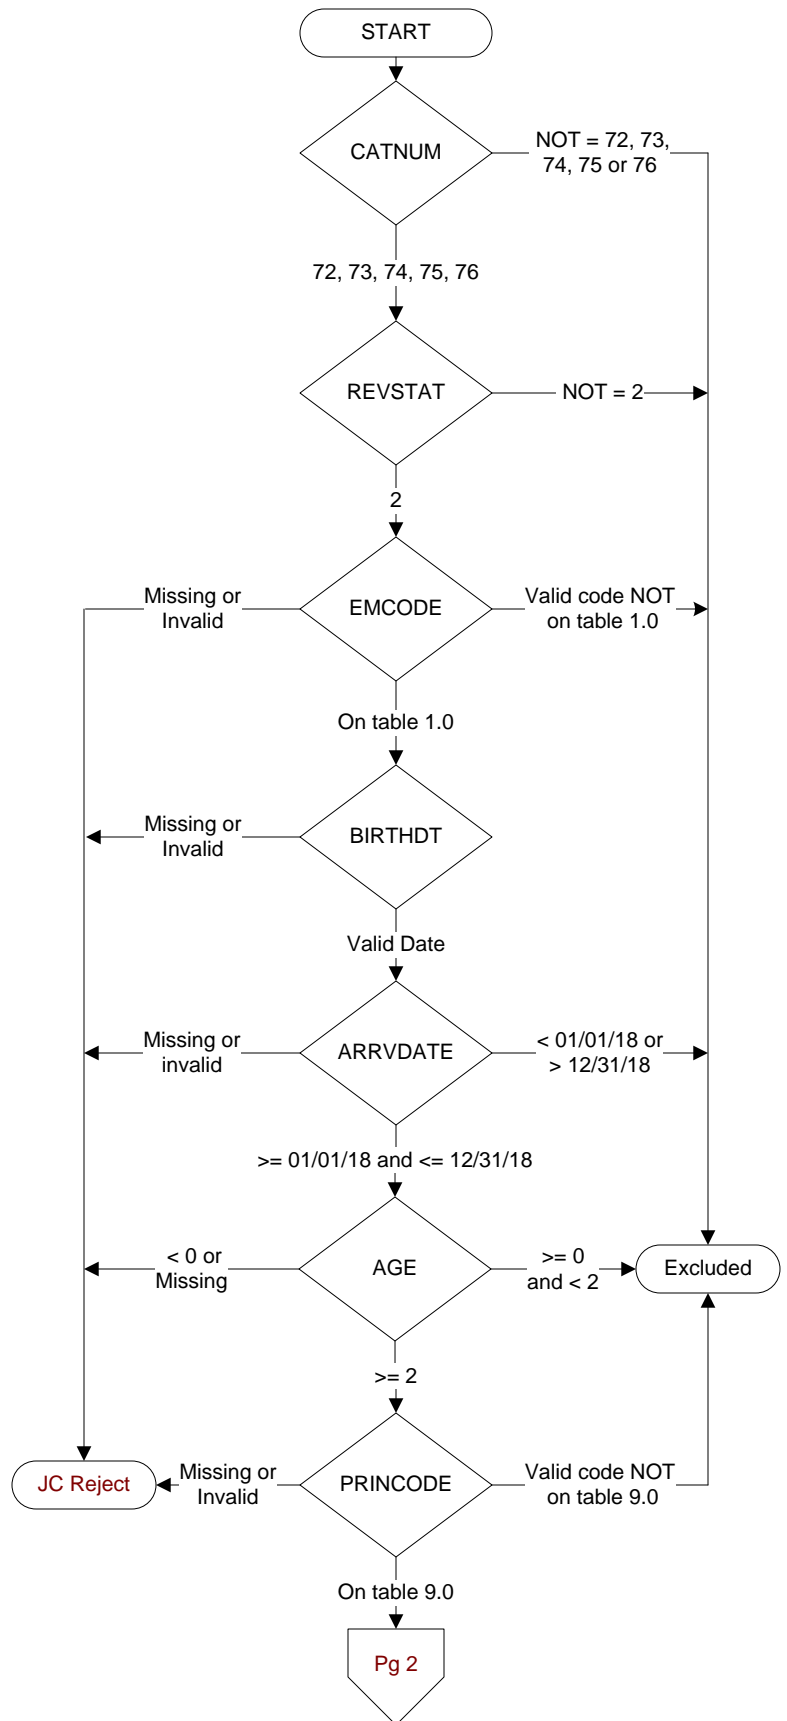 START
CATNUM
NOT = 72, 73,
74, 75 or 76
72, 73, 74, 75, 76
REVSTAT
NOT = 2
2
Missing or
Invalid
EMCODE
Valid code NOT
on table 1.0
On table 1.0
Missing or
Invalid
BIRTHDT
Valid Date
Missing or
invalid
ARRVDATE
< 01/01/18 or
> 12/31/18
>= 01/01/18 and <= 12/31/18
< 0 or
Missing
AGE
>= 0
and < 2
Excluded
>= 2
JC Reject
Missing or
Invalid
PRINCODE
Valid code NOT
on table 9.0
On table 9.0
Pg 2